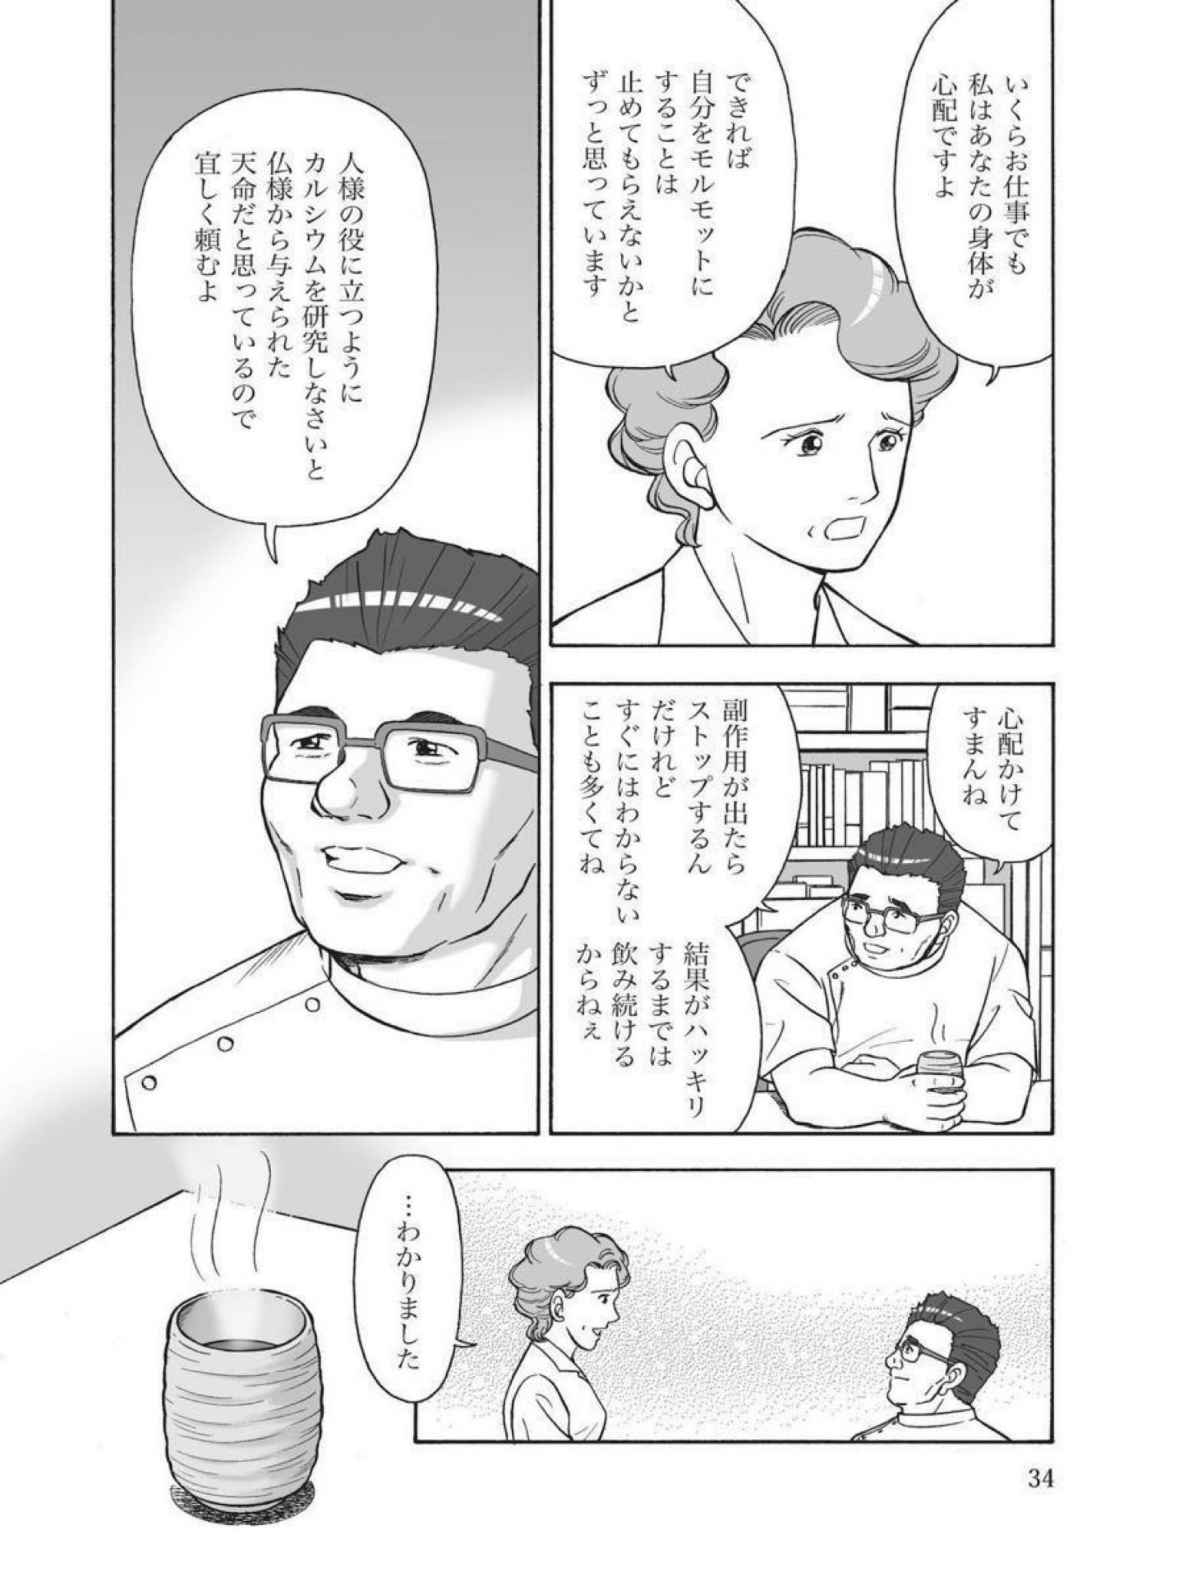 いくらお仕事でも
私はあなたの身体が
心配ですよ
できれば
自分をモルモットに
することは
止めてもらえないかと
ずっと思っています
心配かけて
すまんね
副作用が出たら
ストップするん
だけれど
すぐにはわからない
ことも多くてね
結果がハッキリ
するまでは
飲み続ける
からねぇ
人様の役に立つように
カルシウムを研究しなさいと
仏様から与えられた
天命だと思っているので
宜しく頼むよ
…わかりました
34